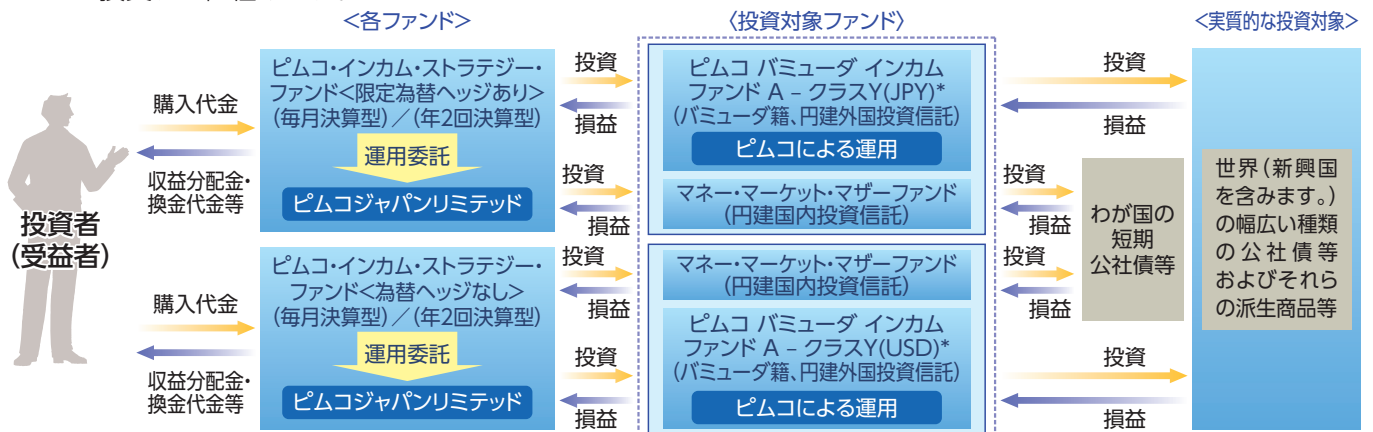 <各ファンド>
〈投資対象ファンド〉
<実質的な投資対象>
投資者
(受益者)
購入代金
収益分配金・
換金代金等
ピムコ・インカム・ストラテジー・
ファンド<限定為替ヘッジあり>
(毎月決算型)/(年2回決算型)
運用委託
ピムコジャパンリミテッド
投資
損益
投資
損益
ピムコ バミューダ インカム
ファンド A – クラスY(JPY)*
(バミューダ籍、円建外国投資信託)
ピムコによる運用
マネー・マーケット・マザーファンド
(円建国内投資信託)
投資
損益
投資
損益
購入代金
収益分配金・
換金代金等
ピムコ・インカム・ストラテジー・
ファンド<為替ヘッジなし>
(毎月決算型)/(年2回決算型)
運用委託
ピムコジャパンリミテッド
投資
損益
投資
損益
マネー・マーケット・マザーファンド
(円建国内投資信託)
ピムコ バミューダ インカム
ファンド A – クラスY(USD)*
(バミューダ籍、円建外国投資信託)
ピムコによる運用
投資
損益
投資
損益
わが国の
短期
公社債等
世界(新興国
を含みます。)
の幅広い種類
の公社債等
およびそれら
の派生商品等